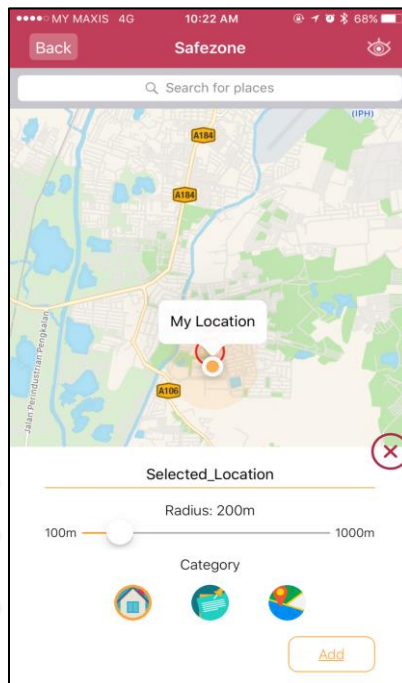 MY MAXIS 4G 10:22 AM 68%
Back Safezone
Search for places
(IPH)
A184
A184
My Location
A106
Jalan Perindustrian Pengkalan
Selected_Location
Radius: 200m
100m 1000m
Category
Add